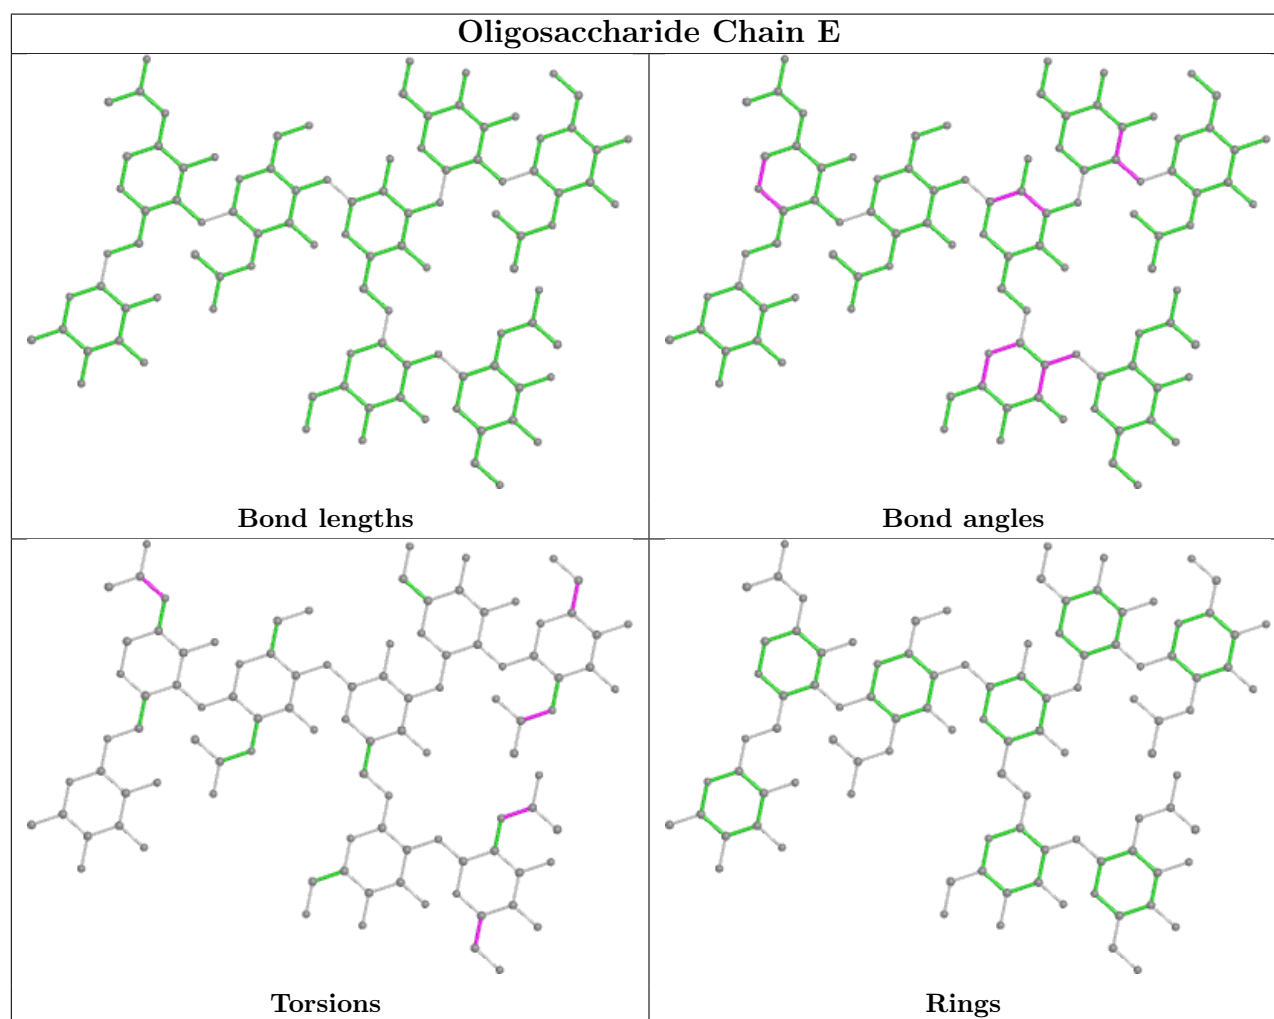 Oligosaccharide Chain E
Bond lengths
Bond angles
Torsions
Rings